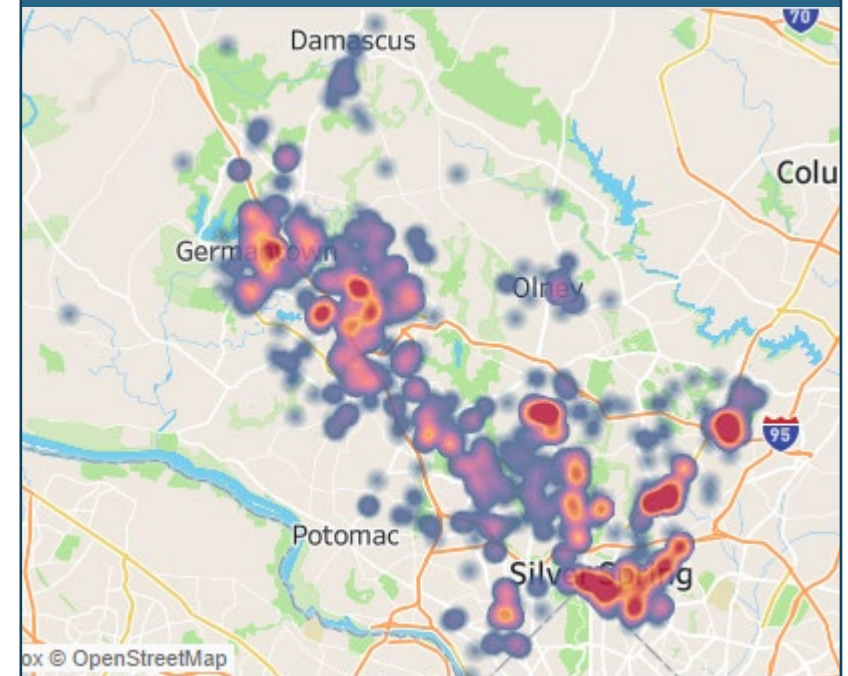 70
Damascus
Colu
Germantown
Olney
95
Potomac
Silver Spring
ox © OpenStreetMap